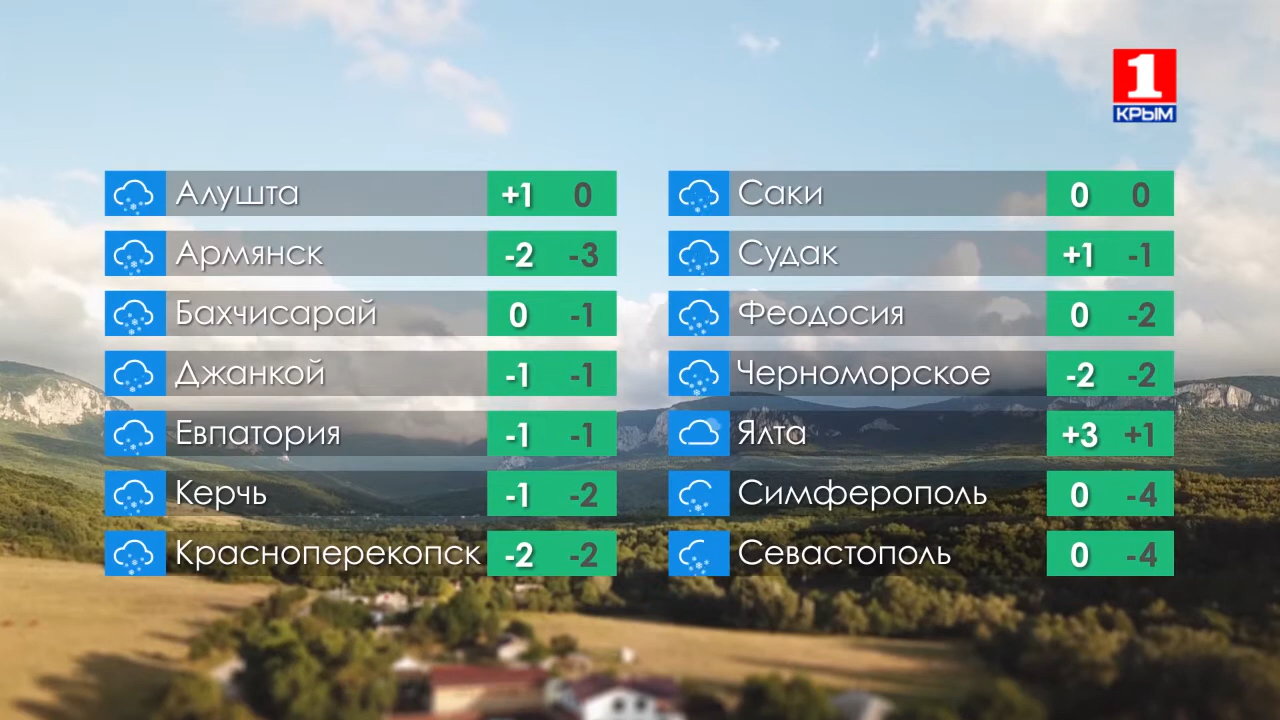 1
КРЫМ
Алушта +1 0
Армянск -2 -3
Бахчисарай 0 -1
Джанкой -1 -1
Евпатория -1 -1
Керчь -1 -2
Красноперекопск -2 -2
Саки 0 0
Судак +1 -1
Феодосия 0 -2
Черноморское -2 -2
Ялта +3 +1
Симферополь 0 -4
Севастополь 0 -4